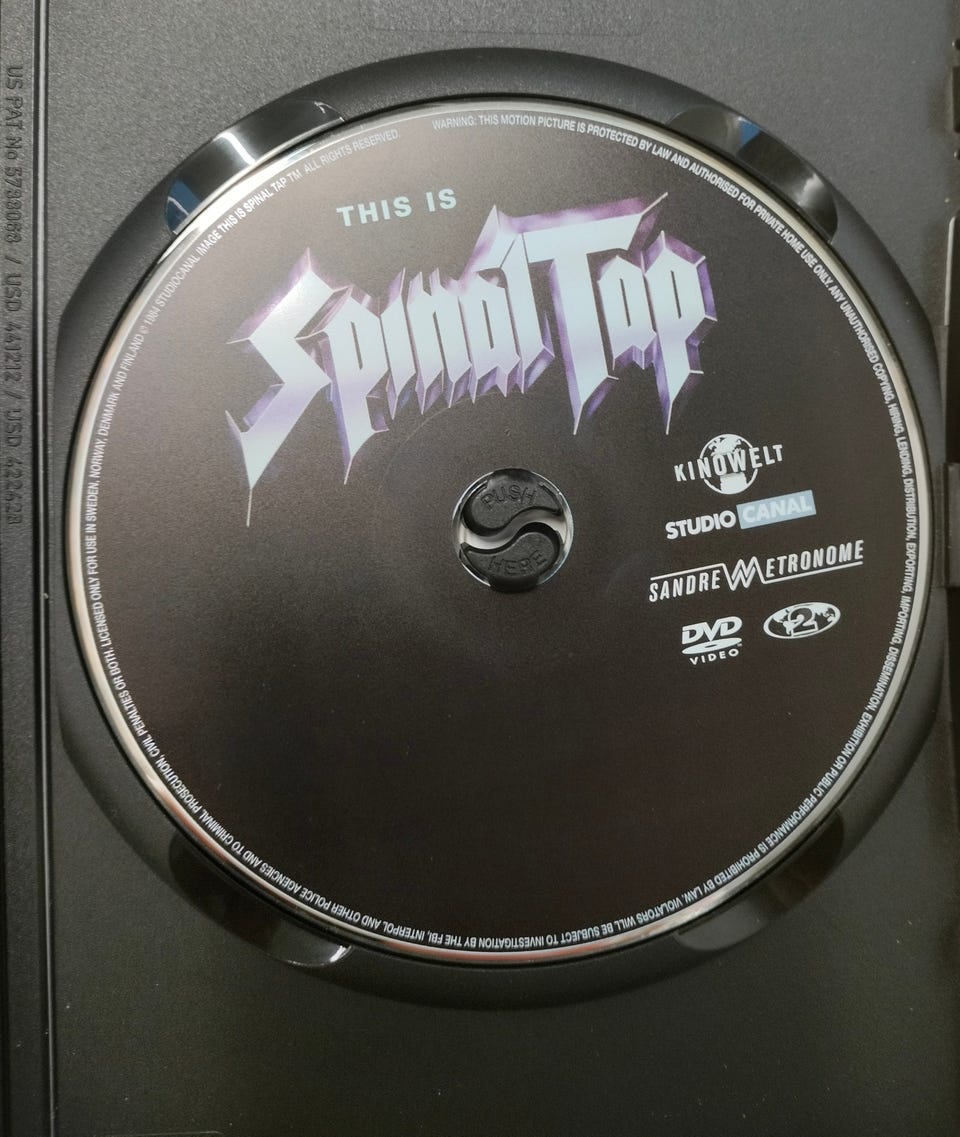 THIS IS
Spinal Tap
PUSH
HERE
KINOWELT
STUDIO CANAL
SANDREW METRONOME
DVD
VIDEO
2
WARNING: THIS MOTION PICTURE IS PROTECTED BY LAW AND AUTHORISED FOR PRIVATE HOME USE ONLY. ANY UNAUTHORISED COPYING, HIRING, LENDING, DISTRIBUTION, EXPORTING, IMPORTING, DISSEMINATION, EXHIBITION OR PUBLIC PERFORMANCE IS PROHIBITED BY LAW. VIOLATORS WILL BE SUBJECT TO INVESTIGATION BY THE FBI, INTERPOL AND OTHER POLICE AGENCIES AND TO CRIMINAL PROSECUTION, CIVIL PENALTIES OR BOTH. LICENSED ONLY FOR USE IN SWEDEN, NORWAY, DENMARK AND FINLAND © 1984 STUDIOCANAL IMAGE THIS IS SPINAL TAP TM ALL RIGHTS RESERVED.
US PAT No 5788068 / USD 441212 / USD 422628